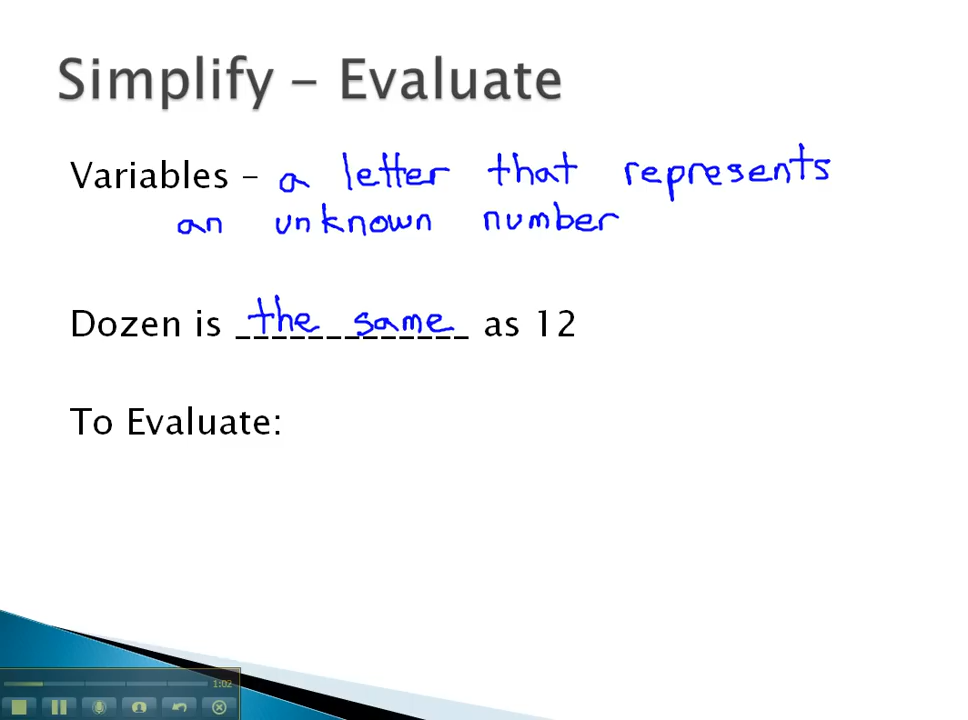 Simplify – Evaluate
Variables – a letter that represents
an unknown number
Dozen is the same as 12
To Evaluate:
1:02